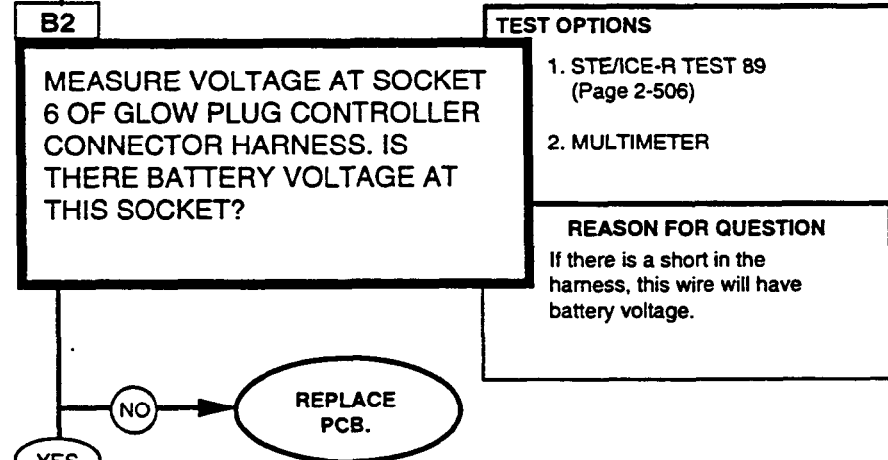 B2
MEASURE VOLTAGE AT SOCKET
6 OF GLOW PLUG CONTROLLER
CONNECTOR HARNESS. IS
THERE BATTERY VOLTAGE AT
THIS SOCKET?
TEST OPTIONS
1. STE/ICE-R TEST 89
(Page 2-506)
2. MULTIMETER
REASON FOR QUESTION
If there is a short in the
harness, this wire will have
battery voltage.
NO
REPLACE
PCB.
YES